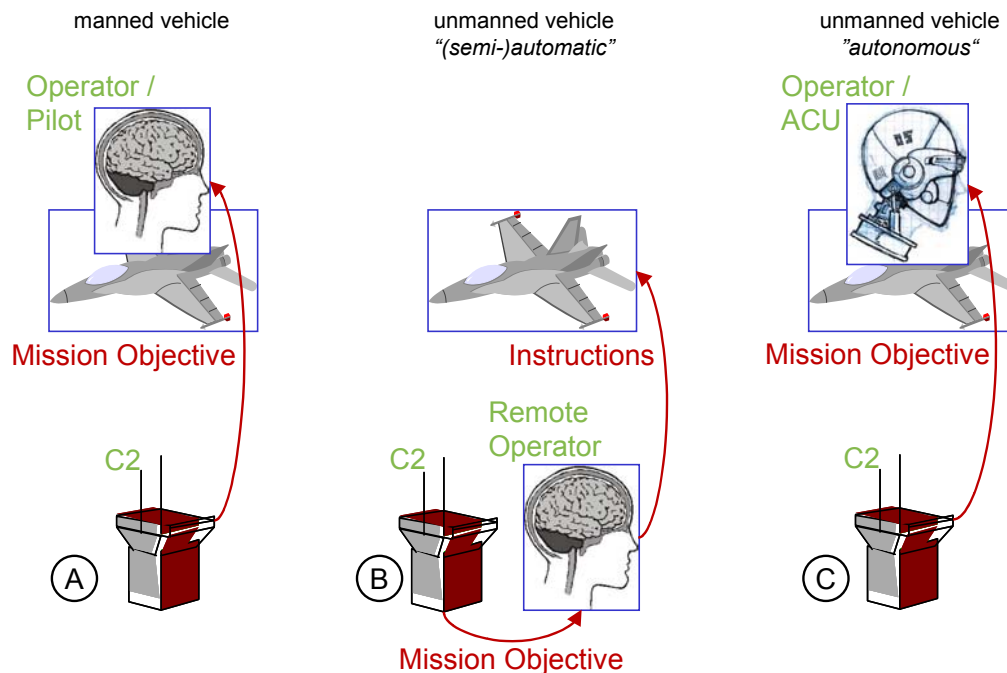 manned vehicle
unmanned vehicle
“(semi-)automatic”
unmanned vehicle
”autonomous“
Operator /
Pilot
Operator /
ACU
05
Mission Objective
Instructions
Mission Objective
Remote
Operator
C2
C2
C2
A
B
C
Mission Objective